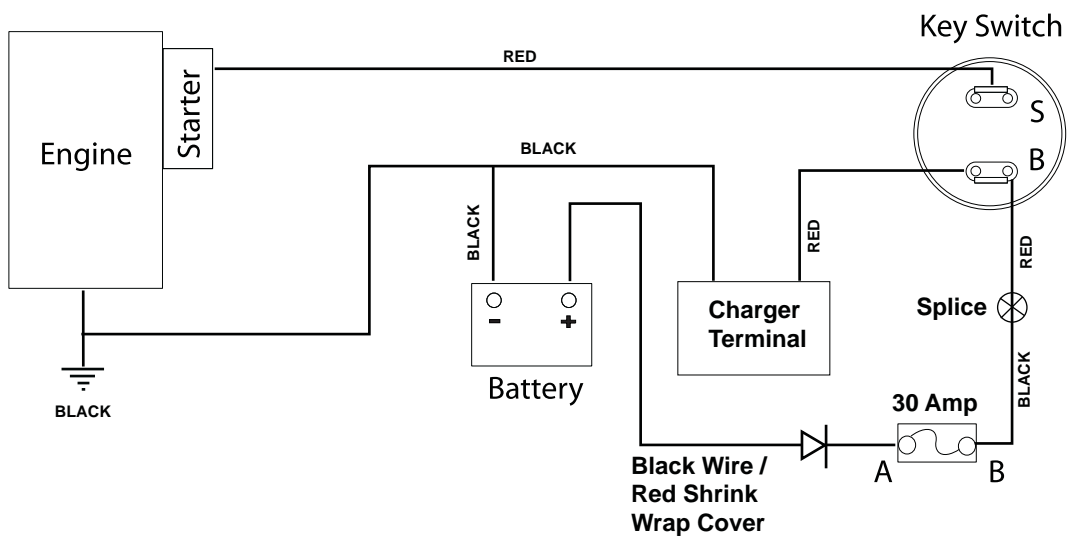 Key Switch
RED
Starter
Engine
S
BLACK
B
BLACK
RED
RED
-
+
Charger
Terminal
Splice
Battery
BLACK
30 Amp
BLACK
Black Wire /
Red Shrink
Wrap Cover
A
B